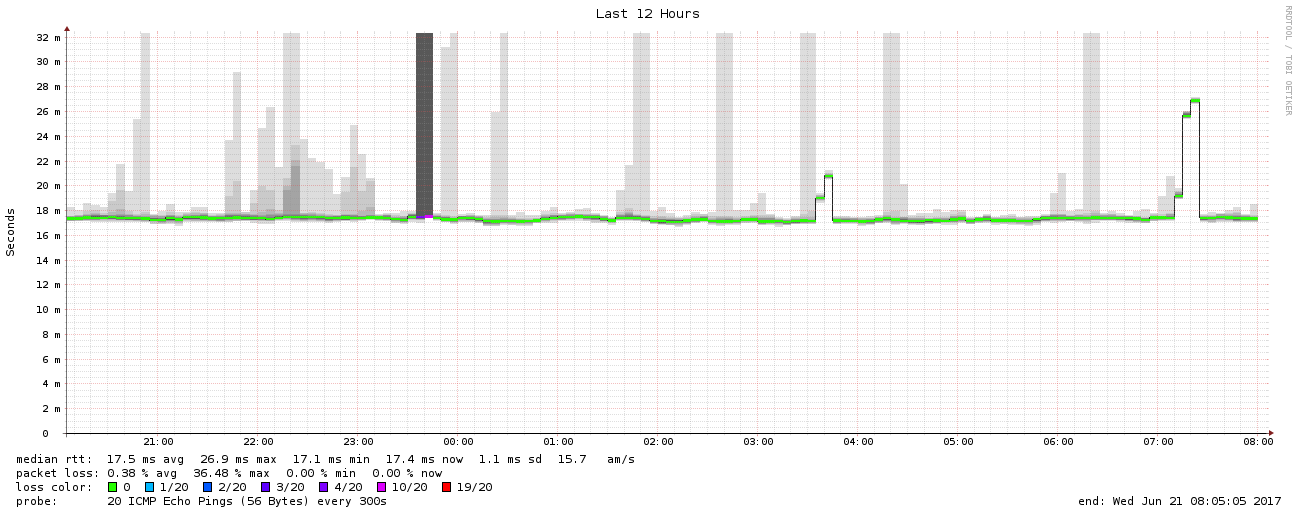 Last 12 Hours
RRDTOOL / TOBI OETIKER
Seconds
32 m
30 m
28 m
26 m
24 m
22 m
20 m
18 m
16 m
14 m
12 m
10 m
8 m
6 m
4 m
2 m
0
21:00 22:00 23:00 00:00 01:00 02:00 03:00 04:00 05:00 06:00 07:00 08:00
median rtt: 17.5 ms avg 26.9 ms max 17.1 ms min 17.4 ms now 1.1 ms sd 15.7 am/s
packet loss: 0.38 % avg 36.48 % max 0.00 % min 0.00 % now
loss color: 0 1/20 2/20 3/20 4/20 10/20 19/20
probe: 20 ICMP Echo Pings (56 Bytes) every 300s end: Wed Jun 21 08:05:05 2017